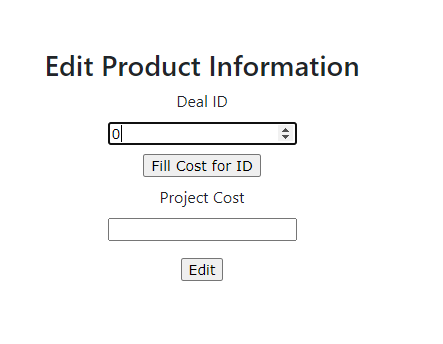 Edit Product Information
Deal ID
0
Fill Cost for ID
Project Cost
Edit